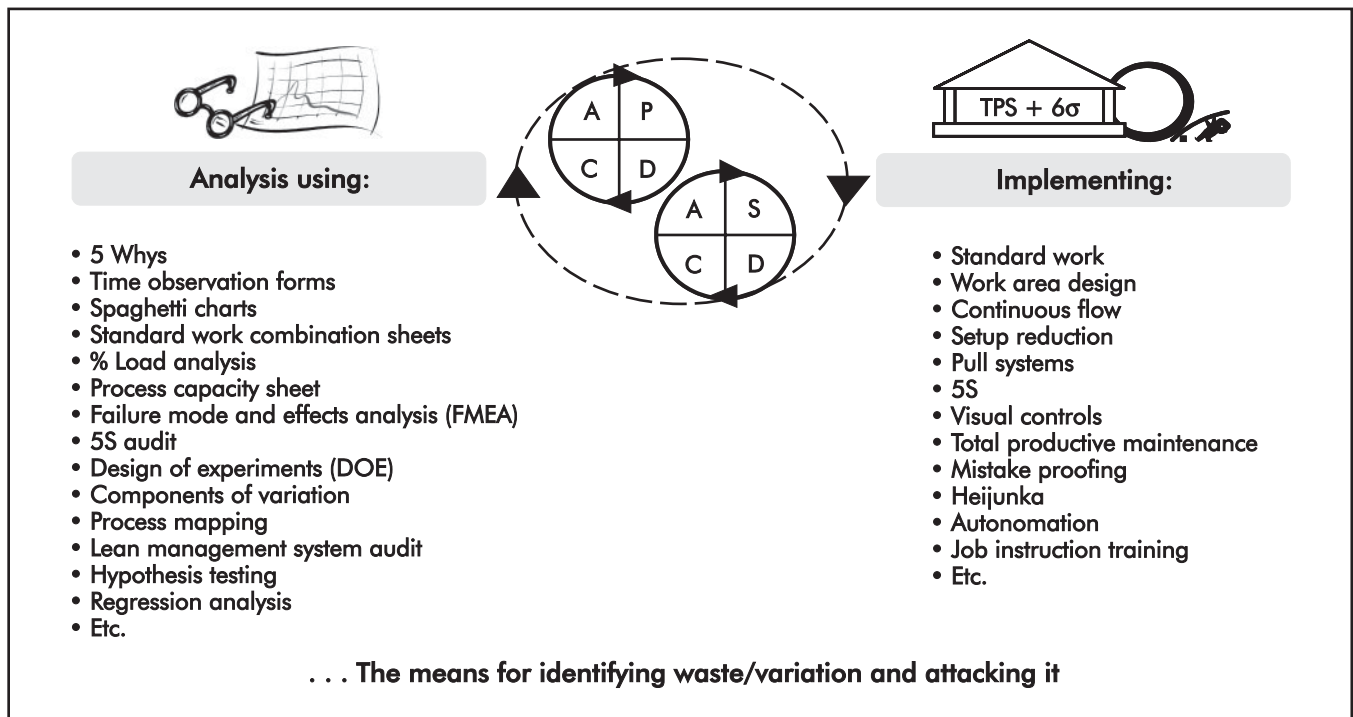 A P
C D
A S
C D
TPS + 6σ
Analysis using:
• 5 Whys
• Time observation forms
• Spaghetti charts
• Standard work combination sheets
• % Load analysis
• Process capacity sheet
• Failure mode and effects analysis (FMEA)
• 5S audit
• Design of experiments (DOE)
• Components of variation
• Process mapping
• Lean management system audit
• Hypothesis testing
• Regression analysis
• Etc.
Implementing:
• Standard work
• Work area design
• Continuous flow
• Setup reduction
• Pull systems
• 5S
• Visual controls
• Total productive maintenance
• Mistake proofing
• Heijunka
• Autonomation
• Job instruction training
• Etc.
. . . The means for identifying waste/variation and attacking it